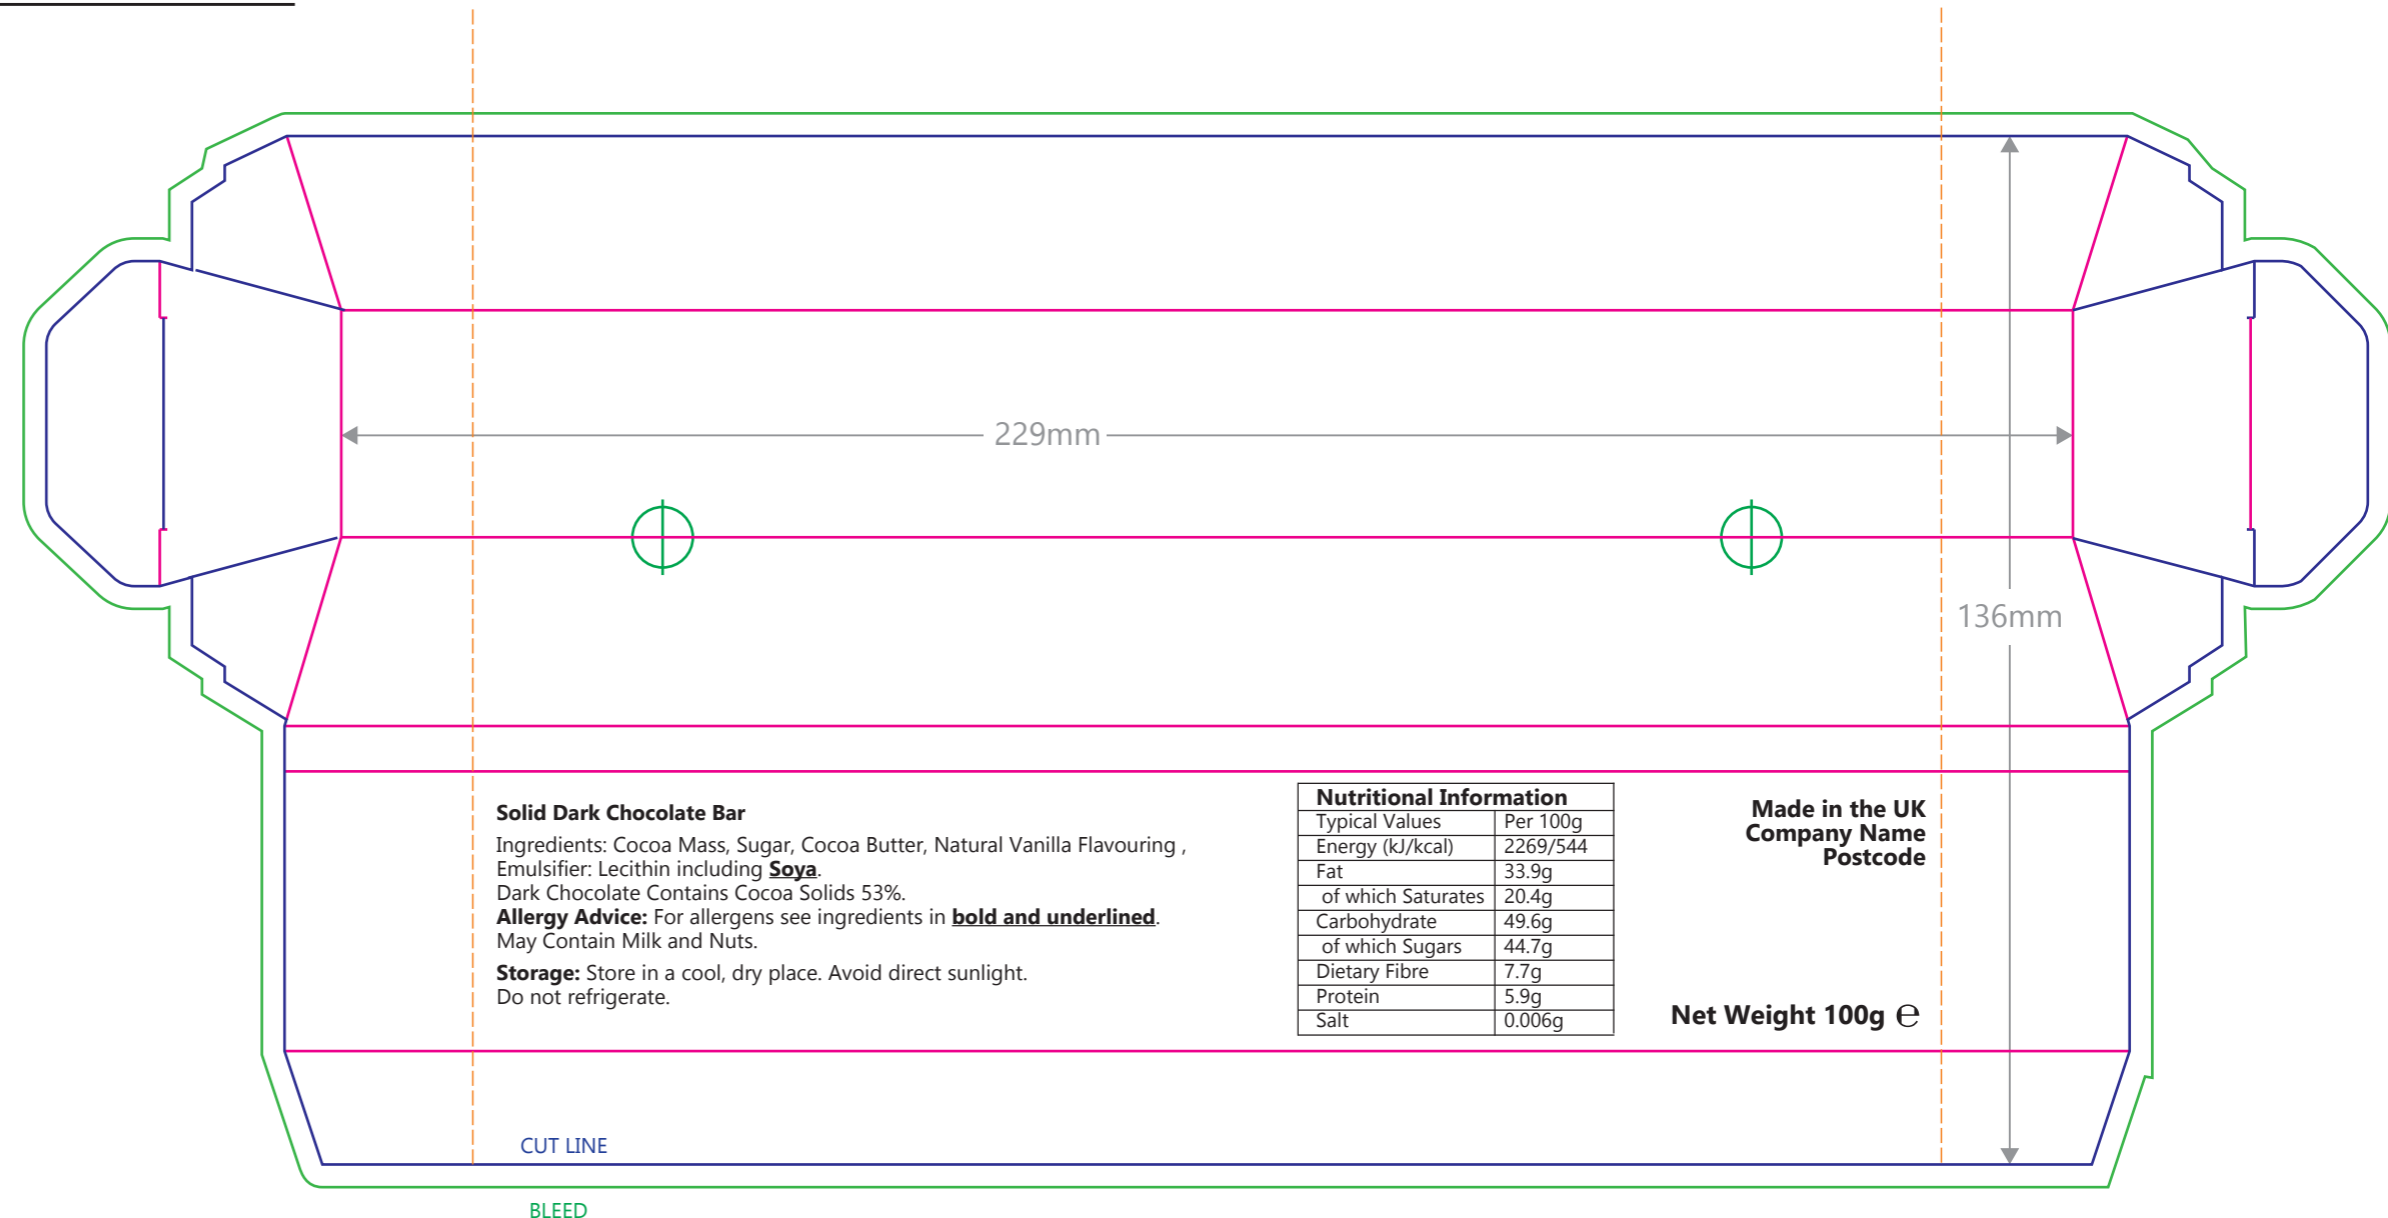 229mm
136mm
Solid Dark Chocolate Bar
Ingredients: Cocoa Mass, Sugar, Cocoa Butter, Natural Vanilla Flavouring ,
Emulsifier: Lecithin including Soya.
Dark Chocolate Contains Cocoa Solids 53%.
Allergy Advice: For allergens see ingredients in bold and underlined.
May Contain Milk and Nuts.
Storage: Store in a cool, dry place. Avoid direct sunlight.
Do not refrigerate.
Nutritional Information
Typical Values Per 100g
Energy (kJ/kcal) 2269/544
Fat 33.9g
of which Saturates 20.4g
Carbohydrate 49.6g
of which Sugars 44.7g
Dietary Fibre 7.7g
Protein 5.9g
Salt 0.006g
Made in the UK
Company Name
Postcode
Net Weight 100g ℮
CUT LINE
BLEED